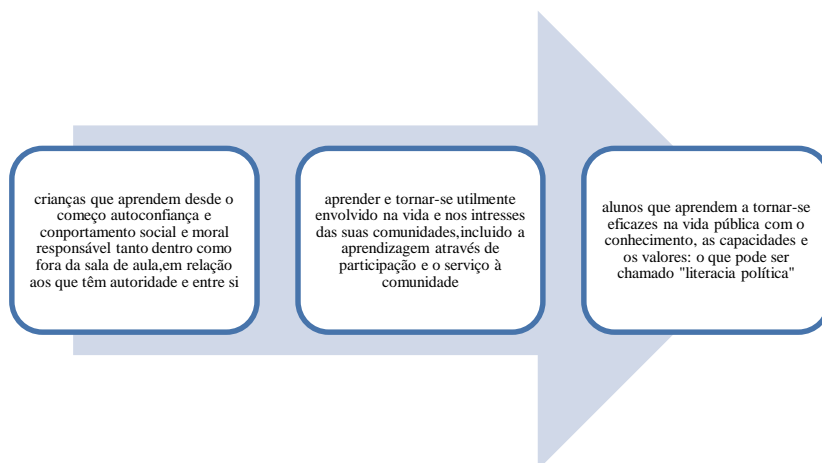 crianças que aprendem desde o
começo autoconfiança e
conportamento social e moral
responsável tanto dentro como
fora da sala de aula,em relação
aos que têm autoridade e entre si
aprender e tornar-se utilmente
envolvido na vida e nos intresses
das suas comunidades,incluido a
aprendizagem através de
participação e o serviço à
comunidade
alunos que aprendem a tornar-se
eficazes na vida pública com o
conhecimento, as capacidades e
os valores: o que pode ser
chamado "literacia política"